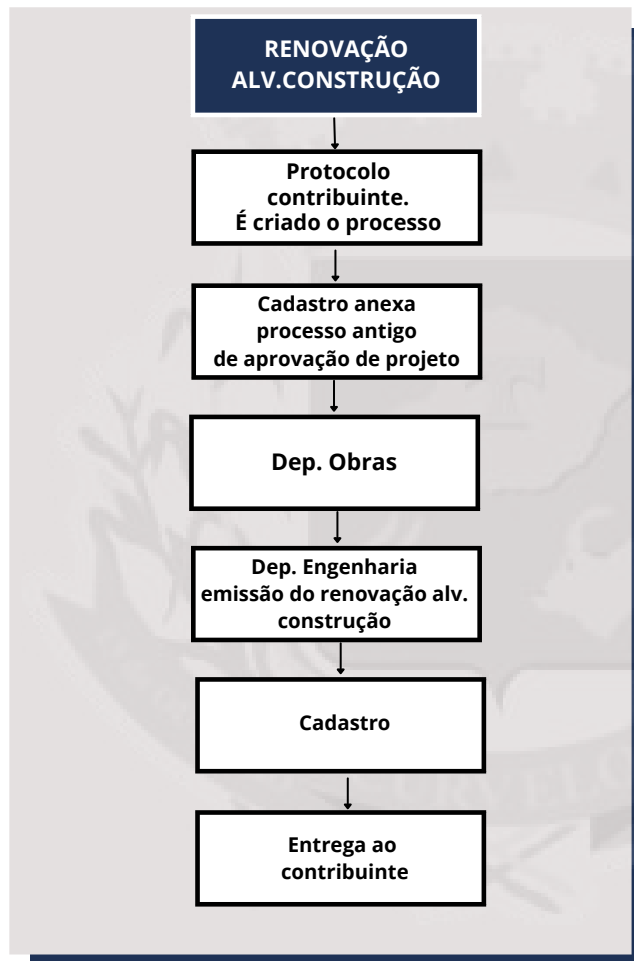 RENOVAÇÃO
ALV.CONSTRUÇÃO
Protocolo
contribuinte.
É criado o processo
Cadastro anexa
processo antigo
de aprovação de projeto
Dep. Obras
Dep. Engenharia
emissão do renovação alv.
construção
Cadastro
Entrega ao
contribuinte